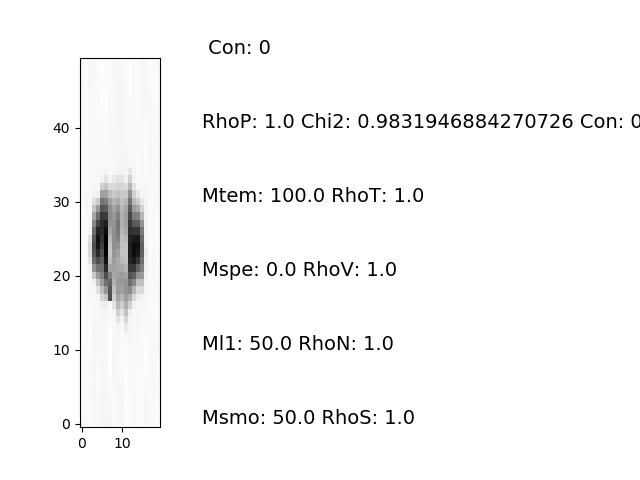 Con: 0
RhoP: 1.0 Chi2: 0.9831946884270726 Con: 0
Mtem: 100.0 RhoT: 1.0
Mspe: 0.0 RhoV: 1.0
Ml1: 50.0 RhoN: 1.0
Msmo: 50.0 RhoS: 1.0
40
30
20
10
0
0 10